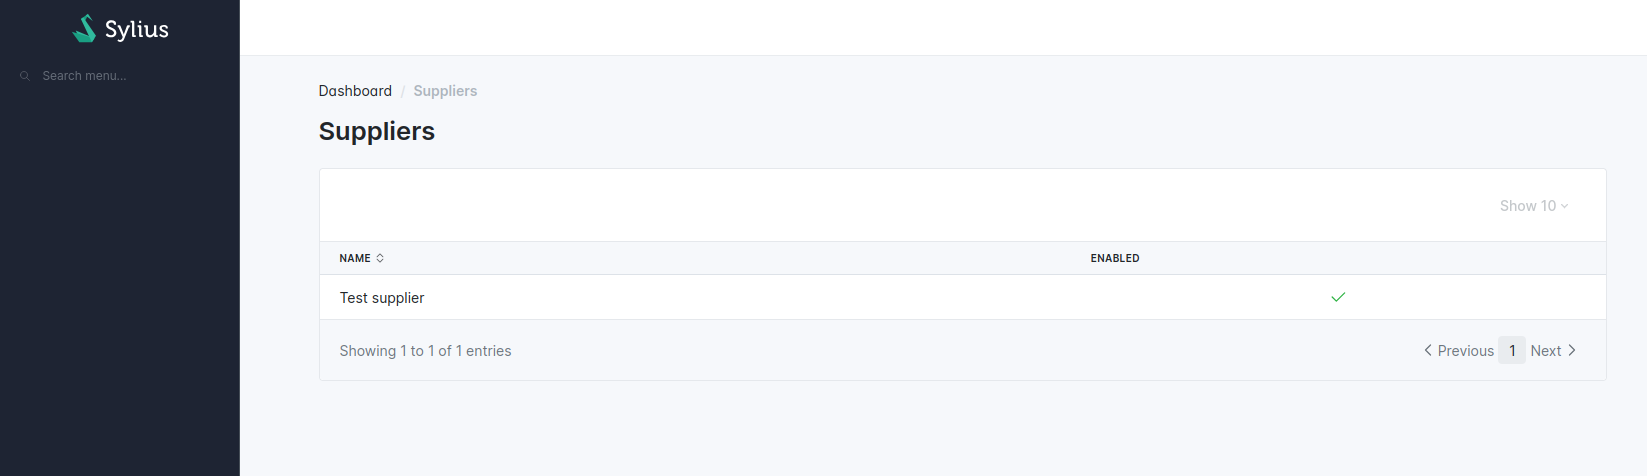 Sylius
Search menu...
Dashboard / Suppliers
Suppliers
Show 10
NAME ENABLED
Test supplier
Showing 1 to 1 of 1 entries Previous 1 Next